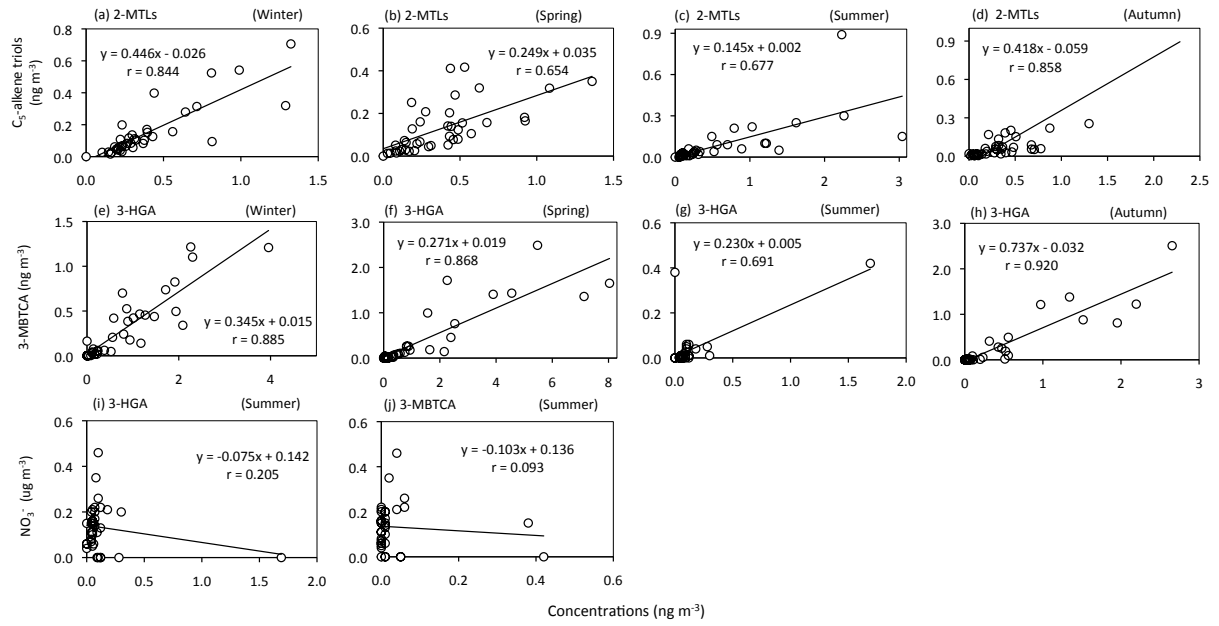 (a) 2-MTLs (Winter)
(b) 2-MTLs (Spring)
(c) 2-MTLs (Summer)
(d) 2-MTLs (Autumn)
C5-alkene triols
(ng m-3)
0.8
0.6
0.4
0.2
0.0
y = 0.446x - 0.026
r = 0.844
0.0 0.5 1.0 1.5
0.6
0.4
0.2
0.0
y = 0.249x + 0.035
r = 0.654
0.0 0.5 1.0 1.5
0.9
0.6
0.3
0.0
y = 0.145x + 0.002
r = 0.677
0.0 1.0 2.0 3.0
0.9
0.6
0.3
0.0
y = 0.418x - 0.059
r = 0.858
0.0 0.5 1.0 1.5 2.0 2.5
(e) 3-HGA (Winter)
(f) 3-HGA (Spring)
(g) 3-HGA (Summer)
(h) 3-HGA (Autumn)
3-MBTCA (ng m-3)
1.5
1.0
0.5
0.0
y = 0.345x + 0.015
r = 0.885
0 2 4
3.0
2.0
1.0
0.0
y = 0.271x + 0.019
r = 0.868
0 2 4 6 8
0.6
0.4
0.2
0.0
y = 0.230x + 0.005
r = 0.691
0.0 0.5 1.0 1.5 2.0
3.0
2.0
1.0
0.0
y = 0.737x - 0.032
r = 0.920
0 1 2 3
(i) 3-HGA (Summer)
(j) 3-MBTCA (Summer)
NO3- (ug m-3)
0.6
0.4
0.2
0.0
y = -0.075x + 0.142
r = 0.205
0.0 0.5 1.0 1.5 2.0
0.6
0.4
0.2
0.0
y = -0.103x + 0.136
r = 0.093
0.0 0.2 0.4 0.6
Concentrations (ng m-3)